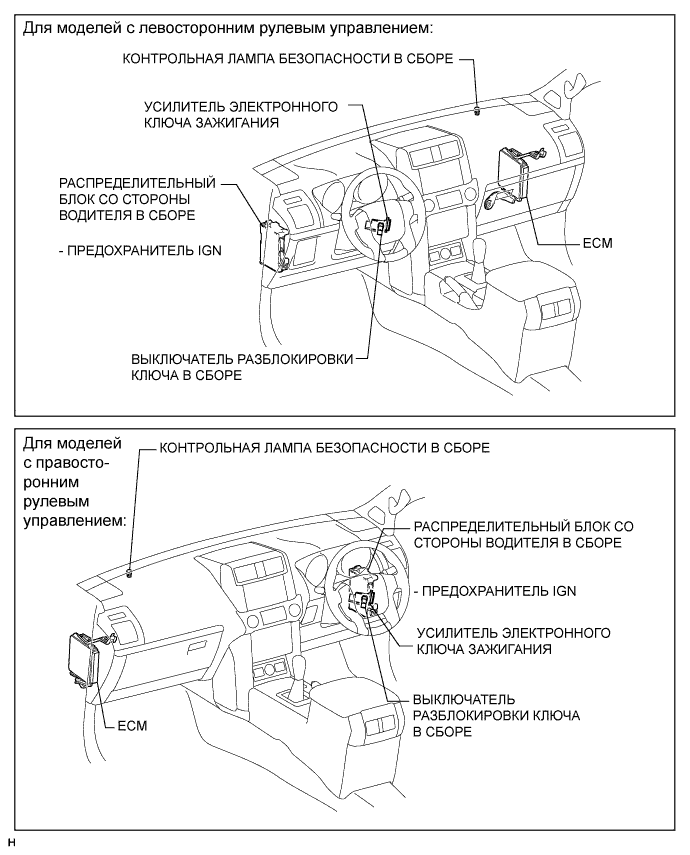 Для моделей с левосторонним рулевым управлением:
КОНТРОЛЬНАЯ ЛАМПА БЕЗОПАСНОСТИ В СБОРЕ
УСИЛИТЕЛЬ ЭЛЕКТРОННОГО
КЛЮЧА ЗАЖИГАНИЯ
РАСПРЕДЕЛИТЕЛЬНЫЙ
БЛОК СО СТОРОНЫ
ВОДИТЕЛЯ В СБОРЕ
- ПРЕДОХРАНИТЕЛЬ IGN
ECM
ВЫКЛЮЧАТЕЛЬ РАЗБЛОКИРОВКИ
КЛЮЧА В СБОРЕ
Для моделей
с правосто-
ронним
рулевым
управлением:
КОНТРОЛЬНАЯ ЛАМПА БЕЗОПАСНОСТИ В СБОРЕ
РАСПРЕДЕЛИТЕЛЬНЫЙ БЛОК СО
СТОРОНЫ ВОДИТЕЛЯ В СБОРЕ
- ПРЕДОХРАНИТЕЛЬ IGN
УСИЛИТЕЛЬ ЭЛЕКТРОННОГО
КЛЮЧА ЗАЖИГАНИЯ
ВЫКЛЮЧАТЕЛЬ
РАЗБЛОКИРОВКИ КЛЮЧА
В СБОРЕ
ECM
H